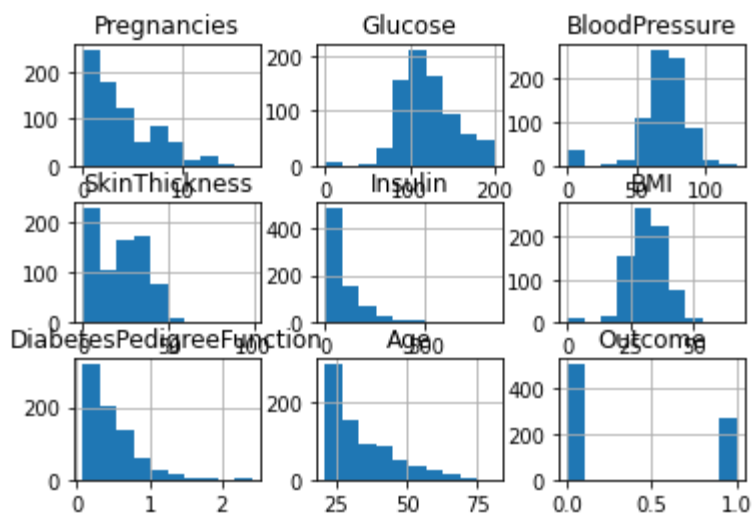 Pregnancies Glucose BloodPressure
200 200 200
100 100 100
0 0 0
0 10 0 100 200 0 50 100
SkinThickness Insulin BMI
200 400 200
100 200 100
0 0 0
0 50 100 0 500 0 25 50
DiabetesPedigreeFunction Age Outcome
200 200 400
200
0 0 0
0 1 2 25 50 75 0.0 0.5 1.0